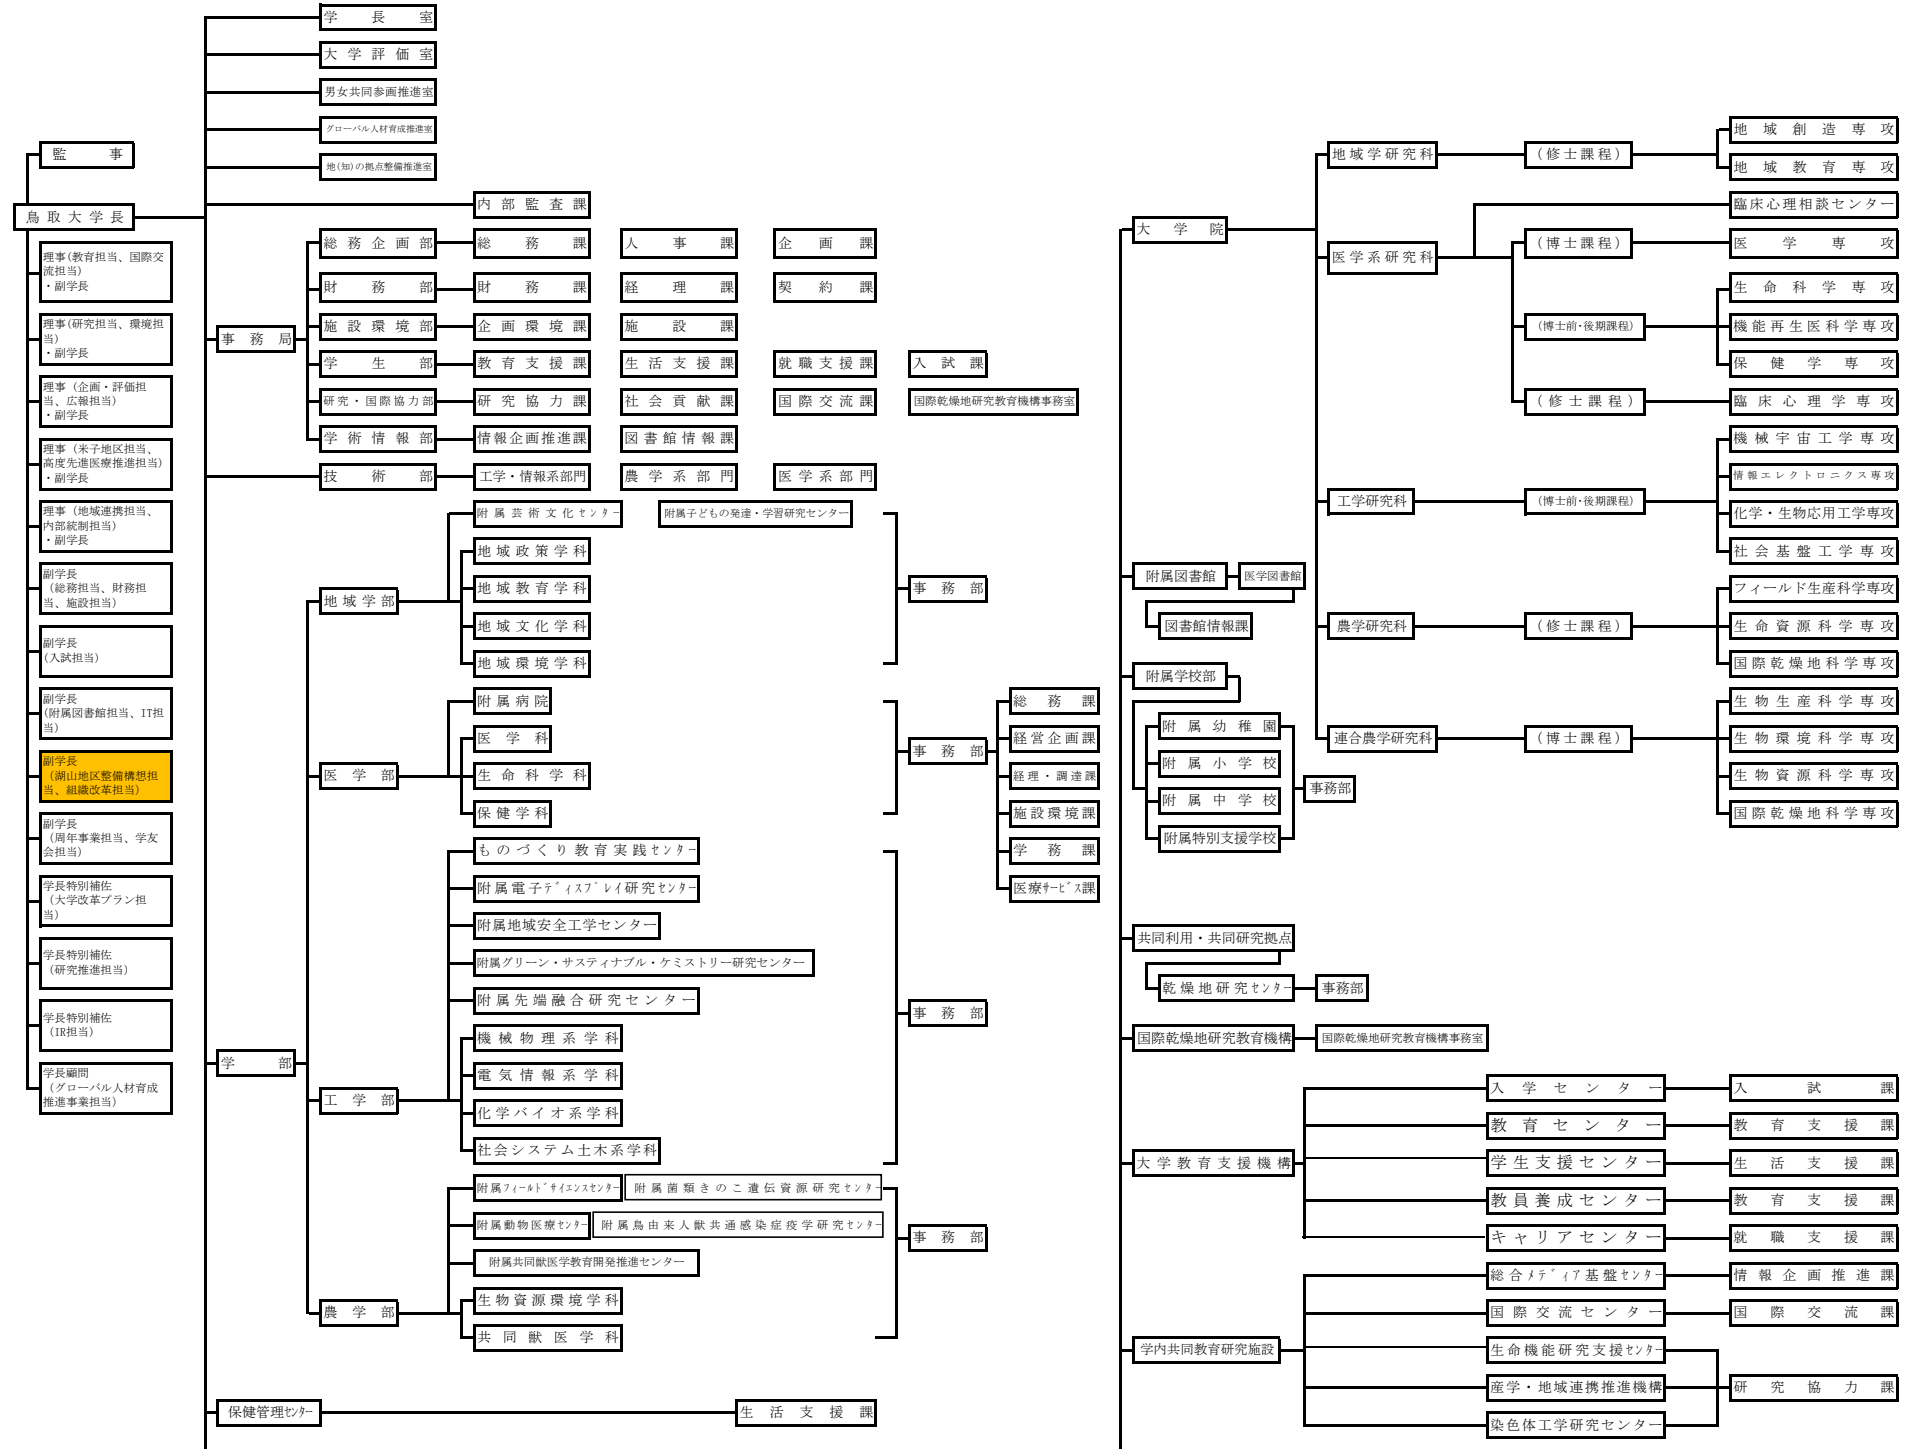 学長室
大学評価室
男女共同参画推進室
グローバル人材育成推進室
地(知)の拠点整備推進室
監事
鳥取大学長
理事(教育担当、国際交
流担当)
・副学長
理事(研究担当、環境担
当)
・副学長
理事（企画・評価担
当、広報担当）
・副学長
理事（米子地区担当、
高度先進医療推進担当）
・副学長
理事（地域連携担当、
内部統制担当）
・副学長
副学長
（総務担当、財務担
当、施設担当）
副学長
(入試担当）
副学長
(附属図書館担当、IT担
当）
副学長
（湖山地区整備構想担
当、組織改革担当）
副学長
（周年事業担当、学友
会担当）
学長特別補佐
（大学改革プラン担
当）
学長特別補佐
（研究推進担当）
学長特別補佐
（IR担当）
学長顧問
（グローバル人材育成
推進事業担当）
内部監査課
事務局
総務企画部 総務課 人事課 企画課
財務部 財務課 経理課 契約課
施設環境部 企画環境課 施設課
学生部 教育支援課 生活支援課 就職支援課 入試課
研究・国際協力部 研究協力課 社会貢献課 国際交流課 国際乾燥地研究教育機構事務室
学術情報部 情報企画推進課 図書館情報課
技術部 工学・情報系部門 農学系部門 医学系部門
学部
地域学部
附属芸術文化センター 附属子どもの発達・学習研究センター
地域政策学科
地域教育学科
地域文化学科
地域環境学科
事務部
医学部
附属病院
医学科
生命科学科
保健学科
事務部
総務課
経営企画課
経理・調達課
施設環境課
学務課
医療サービス課
工学部
ものづくり教育実践センター
附属電子ディスプレイ研究センター
附属地域安全工学センター
附属グリーン・サスティナブル・ケミストリー研究センター
附属先端融合研究センター
機械物理系学科
電気情報系学科
化学バイオ系学科
社会システム土木系学科
事務部
農学部
附属フィールドサイエンスセンター 附属菌類きのこ遺伝資源研究センター
附属動物医療センター 附属鳥由来人獣共通感染症疫学研究センター
附属共同獣医学教育開発推進センター
生物資源環境学科
共同獣医学科
事務部
保健管理センター 生活支援課
大学院
地域学研究科 （修士課程）
地域創造専攻
地域教育専攻
医学系研究科
臨床心理相談センター
（博士課程） 医学専攻
(博士前･後期課程)
生命科学専攻
機能再生医科学専攻
保健学専攻
（修士課程） 臨床心理学専攻
工学研究科 (博士前･後期課程)
機械宇宙工学専攻
情報エレクトロニクス専攻
化学・生物応用工学専攻
社会基盤工学専攻
農学研究科 （修士課程）
フィールド生産科学専攻
生命資源科学専攻
国際乾燥地科学専攻
連合農学研究科 （博士課程）
生物生産科学専攻
生物環境科学専攻
生物資源科学専攻
国際乾燥地科学専攻
附属図書館 医学図書館
図書館情報課
附属学校部
附属幼稚園
附属小学校
附属中学校
附属特別支援学校
事務部
共同利用・共同研究拠点
乾燥地研究センター 事務部
国際乾燥地研究教育機構 国際乾燥地研究教育機構事務室
大学教育支援機構
入学センター 入試課
教育センター 教育支援課
学生支援センター 生活支援課
教員養成センター 教育支援課
キャリアセンター 就職支援課
学内共同教育研究施設
総合メディア基盤センター 情報企画推進課
国際交流センター 国際交流課
生命機能研究支援センター
産学・地域連携推進機構 研究協力課
染色体工学研究センター